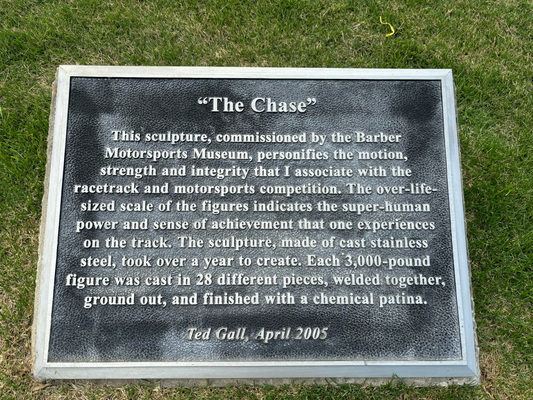 “The Chase”
This sculpture, commissioned by the Barber
Motorsports Museum, personifies the motion,
strength and integrity that I associate with the
racetrack and motorsports competition. The over-life-
sized scale of the figures indicates the super-human
power and sense of achievement that one experiences
on the track. The sculpture, made of cast stainless
steel, took over a year to create. Each 3,000-pound
figure was cast in 28 different pieces, welded together,
ground out, and finished with a chemical patina.
Ted Gall, April 2005